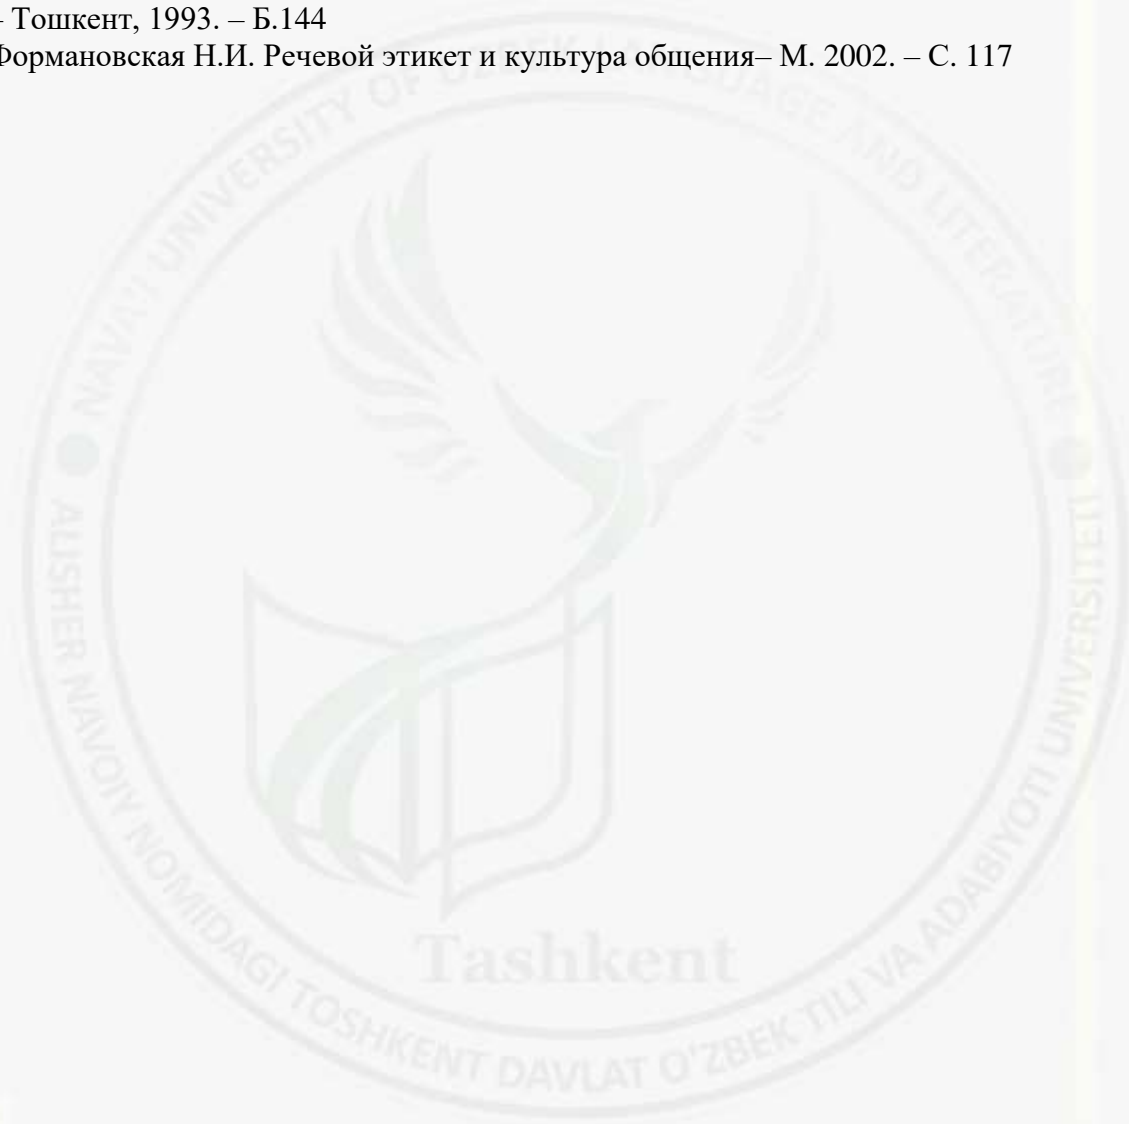 – Тошкент, 1993. – Б.144
Формановская Н.И. Речевой этикет и культура общения– М. 2002. – С. 117
NAVA'I UNIVERSITY OF UZBEK LANGUAGE AND LITERATURE
ALISHER NAVOIY NOMIDAGI TOSHKENT DAVLAT O'ZBEK TILI VA ADABIYOTI UNIVERSITETI
Tashkent